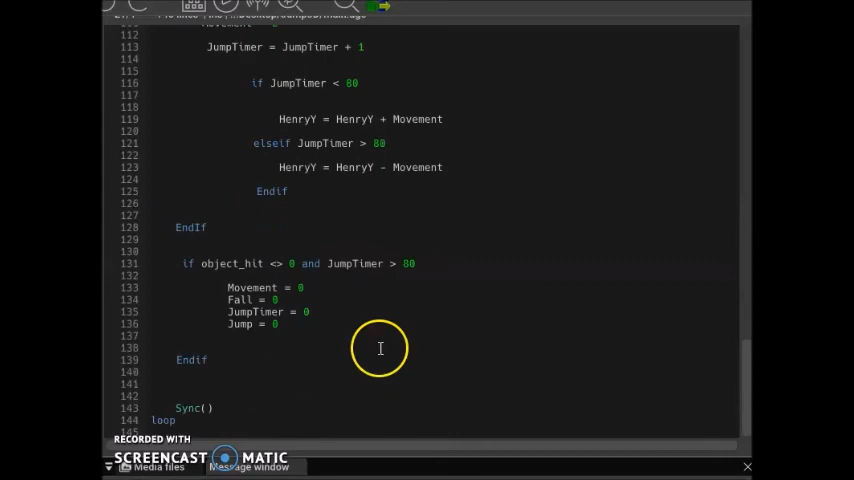 112
113 JumpTimer = JumpTimer + 1
114
115
116 if JumpTimer < 80
117
118
119 HenryY = HenryY + Movement
120
121 elseif JumpTimer > 80
122
123 HenryY = HenryY - Movement
124
125 Endif
126
127
128 EndIf
129
130
131 if object_hit <> 0 and JumpTimer > 80
132
133 Movement = 0
134 Fall = 0
135 JumpTimer = 0
136 Jump = 0
137
138
139 Endif
140
141
142
143 Sync()
144 loop
145
RECORDED WITH
SCREENCAST MATIC
Media files Message window